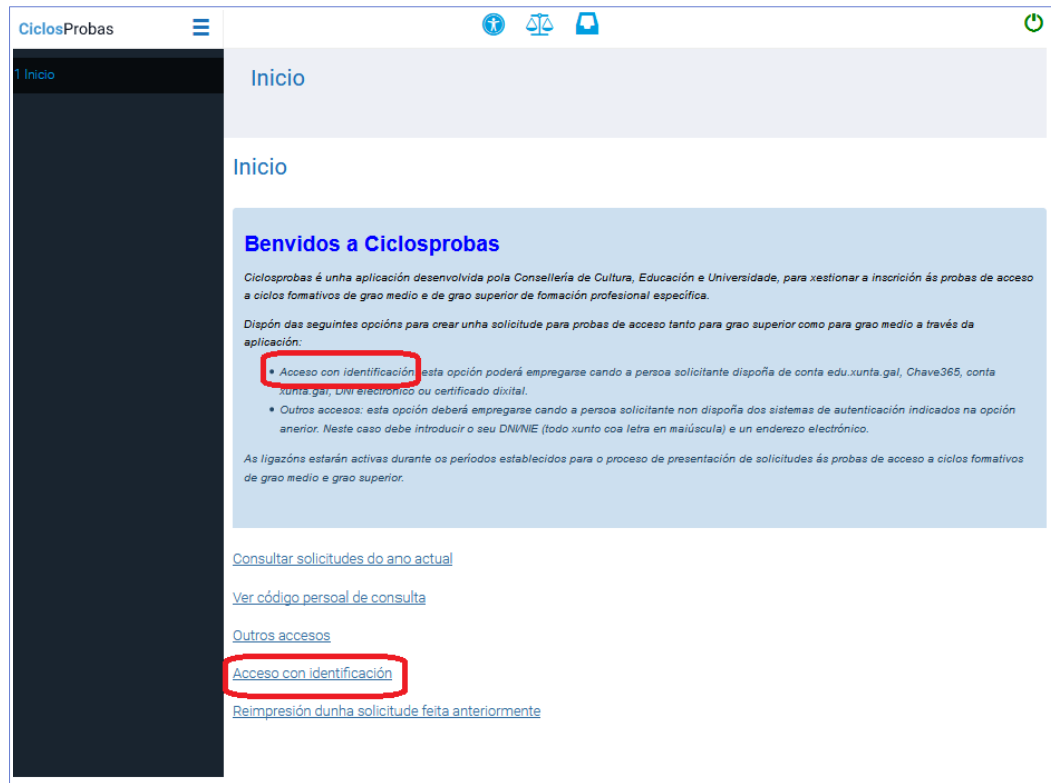 CiclosProbas
1 Inicio
Inicio
Inicio
Benvidos a Ciclosprobas
Ciclosprobas é unha aplicación desenvolvida pola Consellería de Cultura, Educación e Universidade, para xestionar a inscrición ás probas de acceso
a ciclos formativos de grao medio e de grao superior de formación profesional específica.
Dispón das seguintes opcións para crear unha solicitude para probas de acceso tanto para grao superior como para grao medio a través da
aplicación:
• Acceso con identificación: esta opción poderá empregarse cando a persoa solicitante dispoña de conta edu.xunta.gal, Chave365, conta
xunta.gal, DNI electrónico ou certificado dixital.
• Outros accesos: esta opción deberá empregarse cando a persoa solicitante non dispoña dos sistemas de autenticación indicados na opción
anerior. Neste caso debe introducir o seu DNI/NIE (todo xunto coa letra en maiúscula) e un enderezo electrónico.
As ligazóns estarán activas durante os períodos establecidos para o proceso de presentación de solicitudes ás probas de acceso a ciclos formativos
de grao medio e grao superior.
Consultar solicitudes do ano actual
Ver código persoal de consulta
Outros accesos
Acceso con identificación
Reimpresión dunha solicitude feita anteriormente